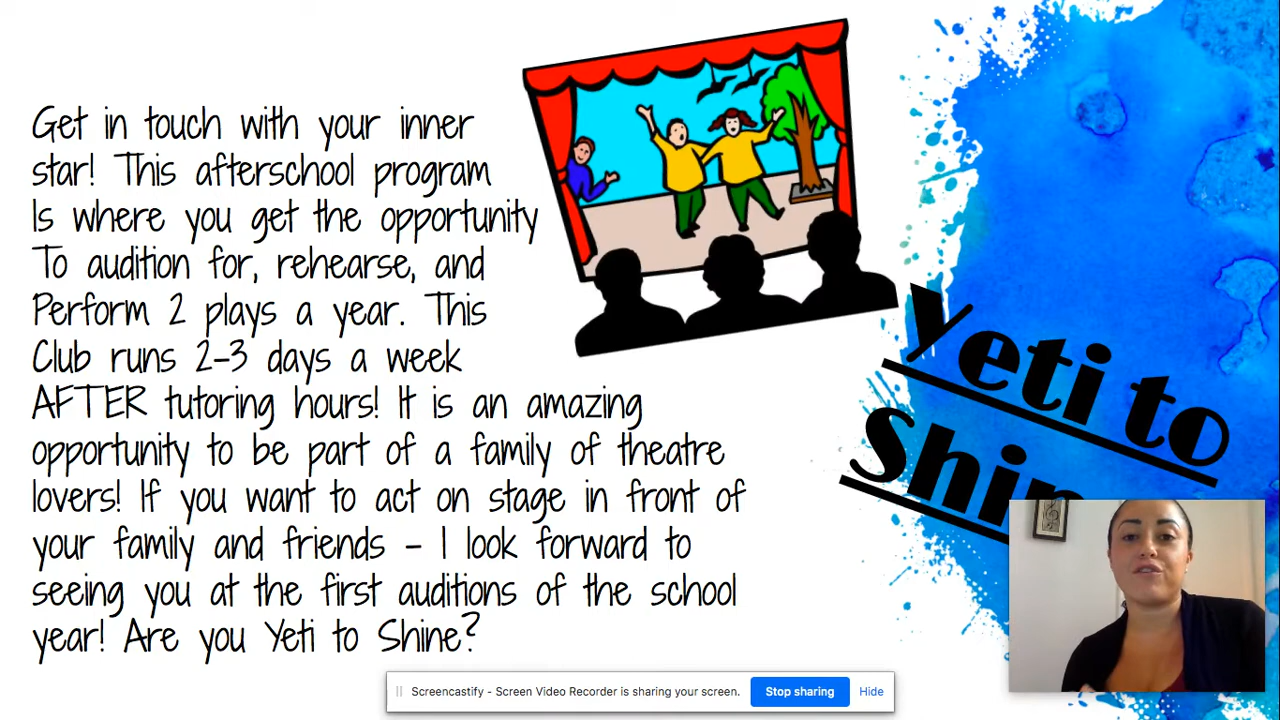 Get in touch with your inner
star! This afterschool program
Is where you get the opportunity
To audition for, rehearse, and
Perform 2 plays a year. This
Club runs 2-3 days a week
AFTER tutoring hours! It is an amazing
opportunity to be part of a family of theatre
lovers! If you want to act on stage in front of
your family and friends - I look forward to
seeing you at the first auditions of the school
year! Are you Yeti to Shine?
Yeti to
Screencastify - Screen Video Recorder is sharing your screen.
Stop sharing
Hide